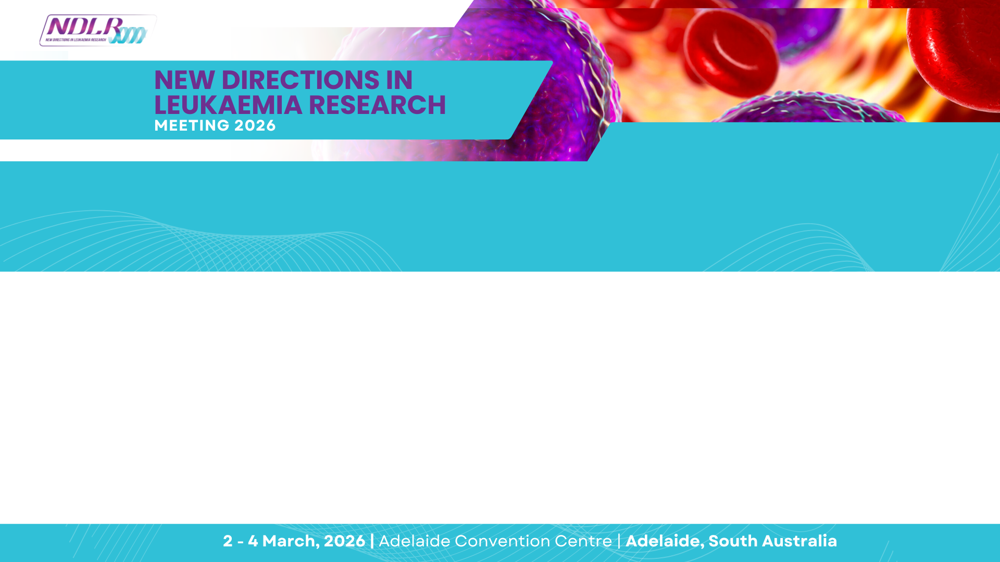 NDLR
NEW DIRECTIONS IN LEUKAEMIA RESEARCH
NEW DIRECTIONS IN
LEUKAEMIA RESEARCH
MEETING 2026
2 - 4 March, 2026 | Adelaide Convention Centre | Adelaide, South Australia